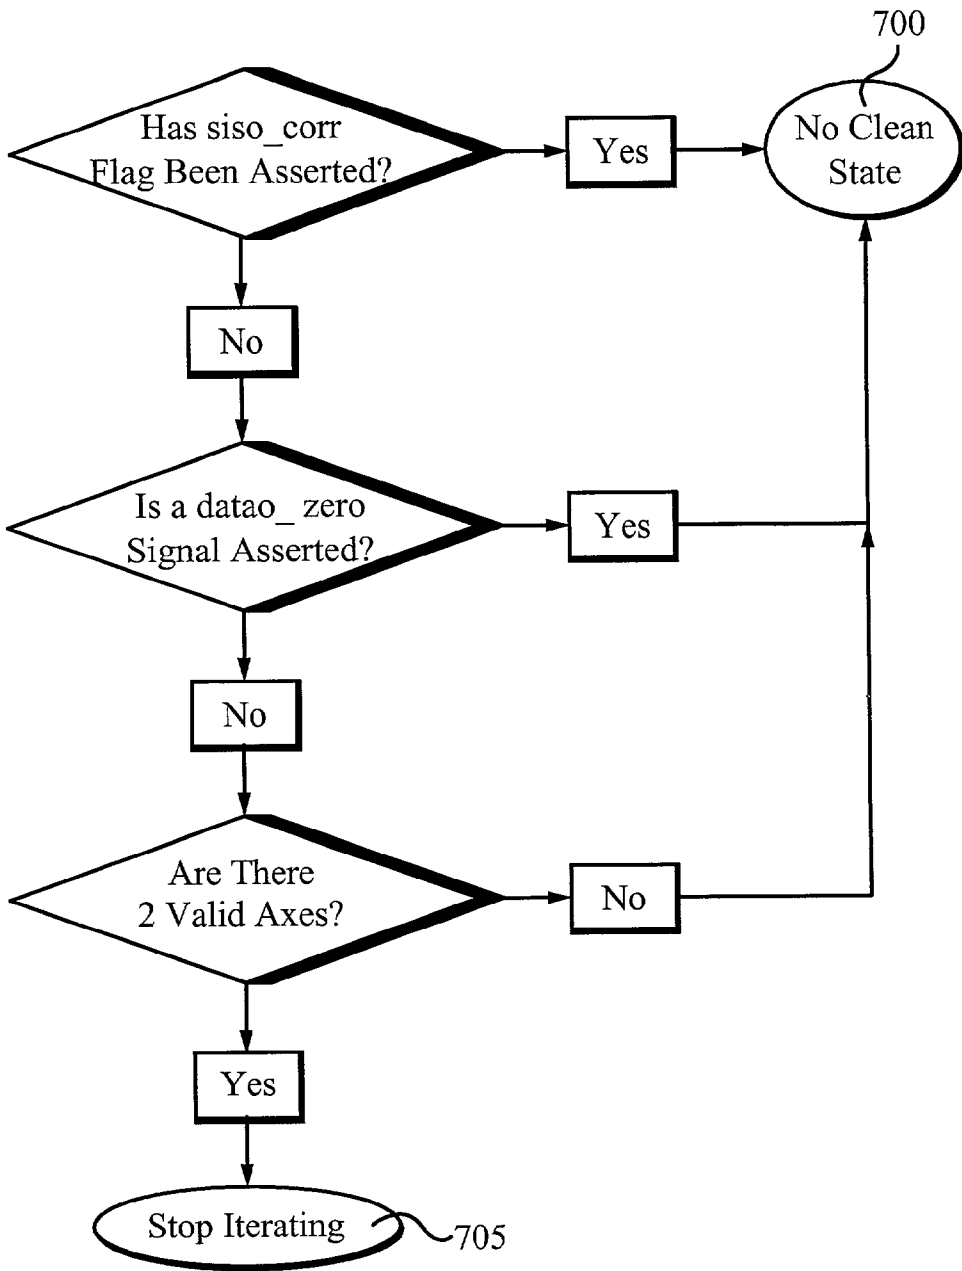 700
Has siso_corr
Flag Been Asserted?
Yes
No Clean
State
No
Is a datao_ zero
Signal Asserted?
Yes
No
Are There
2 Valid Axes?
No
Yes
Stop Iterating
705